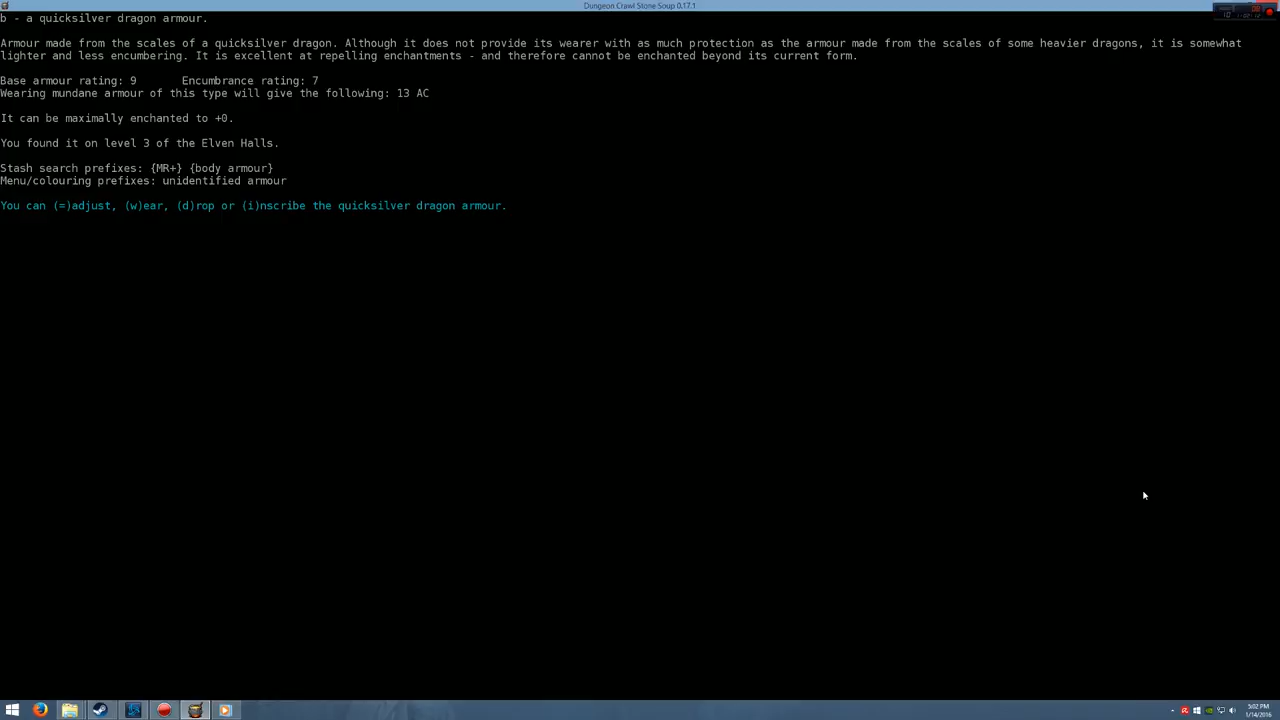 Dungeon Crawl Stone Soup 0.17.1
b - a quicksilver dragon armour.
Armour made from the scales of a quicksilver dragon. Although it does not provide its wearer with as much protection as the armour made from the scales of some heavier dragons, it is somewhat
lighter and less encumbering. It is excellent at repelling enchantments - and therefore cannot be enchanted beyond its current form.
Base armour rating: 9 Encumbrance rating: 7
Wearing mundane armour of this type will give the following: 13 AC
It can be maximally enchanted to +0.
You found it on level 3 of the Elven Halls.
Stash search prefixes: {MR+} {body armour}
Menu/colouring prefixes: unidentified armour
You can (=)adjust, (w)ear, (d)rop or (i)nscribe the quicksilver dragon armour.
5:02 PM
1/14/2016